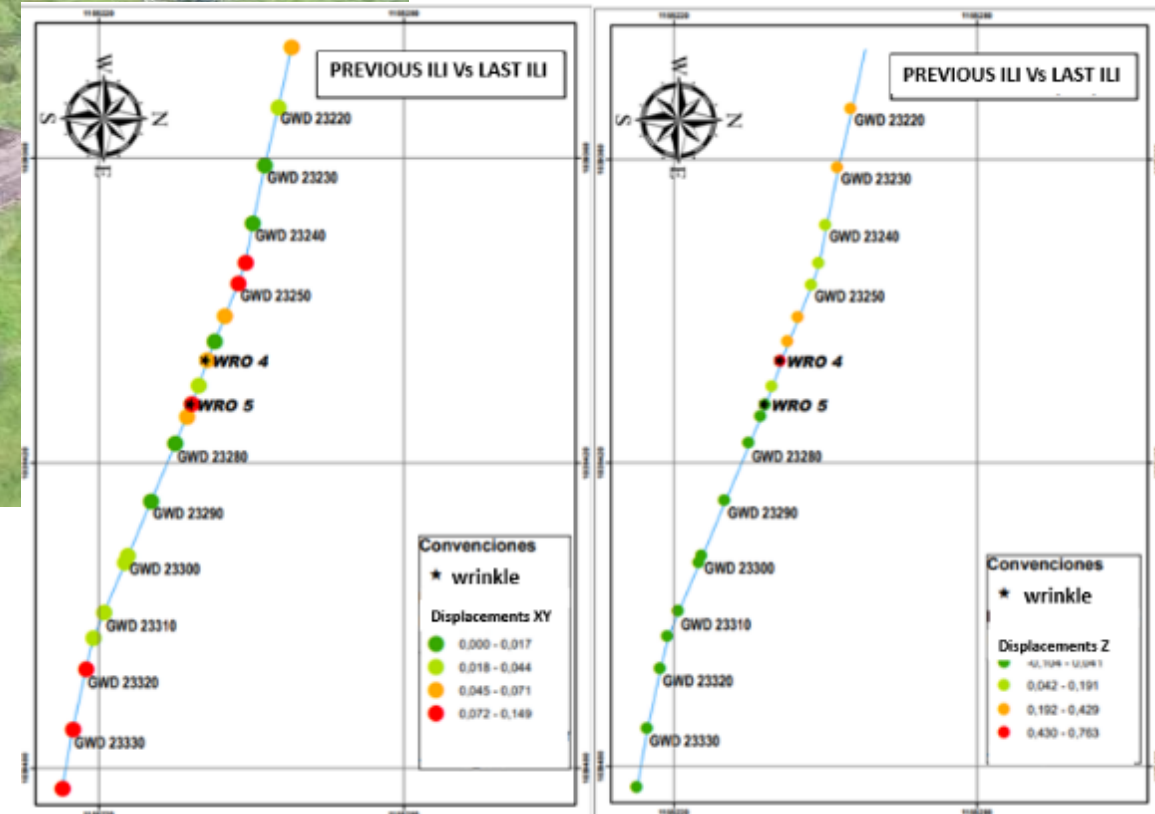 PREVIOUS ILI Vs LAST ILI
W
S
N
E
GWD 23220
GWD 23230
GWD 23240
GWD 23250
WRO 4
WRO 5
GWD 23280
GWD 23290
GWD 23300
GWD 23310
GWD 23320
GWD 23330
Convenciones
wrinkle
Displacements XY
0,000 - 0,017
0,018 - 0,044
0,045 - 0,071
0,072 - 0,149
PREVIOUS ILI Vs LAST ILI
W
S
N
E
GWD 23220
GWD 23230
GWD 23240
GWD 23250
WRO 4
WRO 5
GWD 23280
GWD 23290
GWD 23300
GWD 23310
GWD 23320
GWD 23330
Convenciones
wrinkle
Displacements Z
-0,104 - 0,041
0,042 - 0,191
0,192 - 0,429
0,430 - 0,763